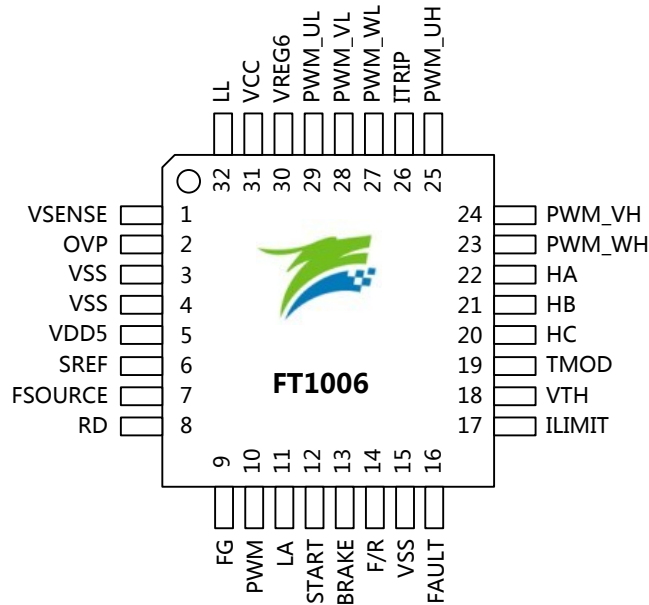 LL VCC VREG6 PWM_UL PWM_VL PWM_WL ITRIP PWM_UH
32 31 30 29 28 27 26 25
VSENSE 1 24 PWM_VH
OVP 2 23 PWM_WH
VSS 3 22 HA
VSS 4 21 HB
VDD5 5 20 HC
SREF 6 19 TMOD
FSOURCE 7 18 VTH
RD 8 17 ILIMIT
FT1006
9 10 11 12 13 14 15 16
FG PWM LA START BRAKE F/R VSS FAULT